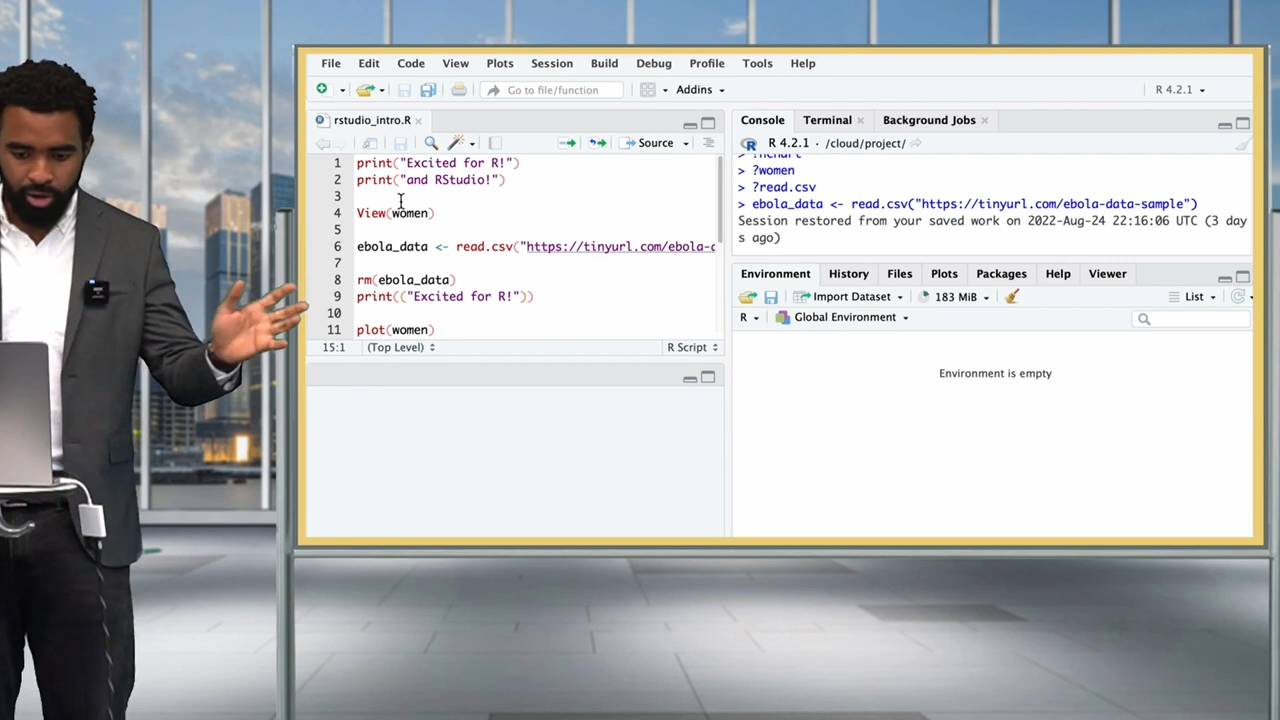 File Edit Code View Plots Session Build Debug Profile Tools Help
Go to file/function Addins R 4.2.1
rstudio_intro.R
Source
1 print("Excited for R!")
2 print("and RStudio!")
3
4 View(women)
5
6 ebola_data <- read.csv("https://tinyurl.com/ebola-d
7
8 rm(ebola_data)
9 print(("Excited for R!"))
10
11 plot(women)
15:1 (Top Level) R Script
Console Terminal Background Jobs
R 4.2.1 · /cloud/project/
> ?women
> ?read.csv
> ebola_data <- read.csv("https://tinyurl.com/ebola-data-sample")
Session restored from your saved work on 2022-Aug-24 22:16:06 UTC (3 day
s ago)
Environment History Files Plots Packages Help Viewer
Import Dataset 183 MiB List
R Global Environment
Environment is empty